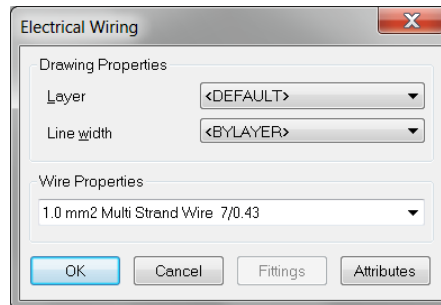 Electrical Wiring
Drawing Properties
Layer <DEFAULT>
Line width <BYLAYER>
Wire Properties
1.0 mm2 Multi Strand Wire 7/0.43
OK Cancel Fittings Attributes